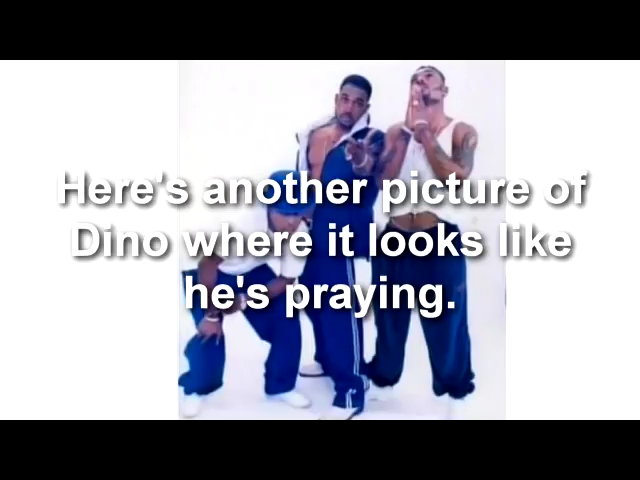 Here's another picture of
Dino where it looks like
he's praying.